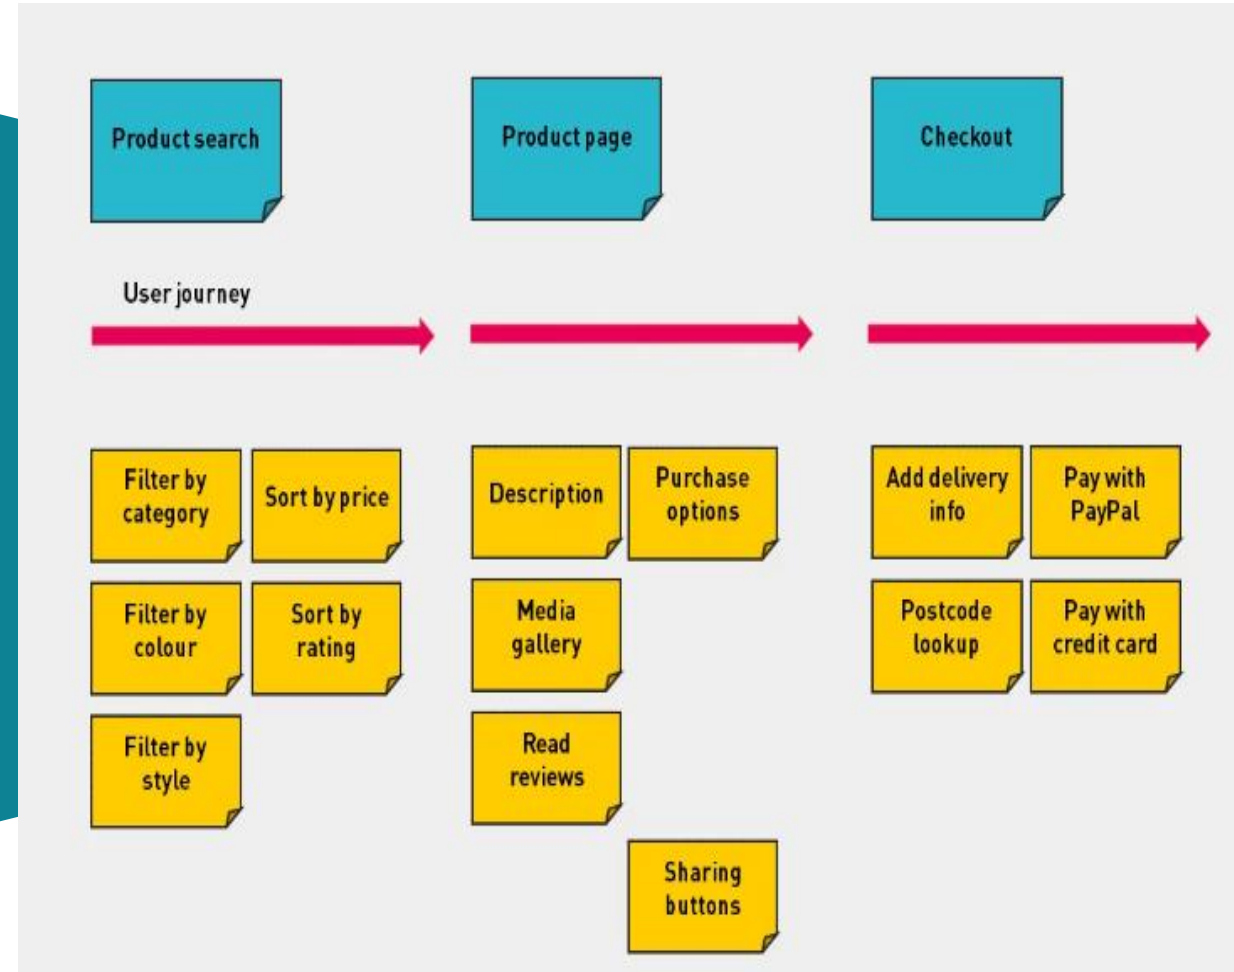 Product search
Product page
Checkout
User journey
Filter by
category
Sort by price
Description
Purchase
options
Add delivery
info
Pay with
PayPal
Filter by
colour
Sort by
rating
Media
gallery
Postcode
lookup
Pay with
credit card
Filter by
style
Read
reviews
Sharing
buttons